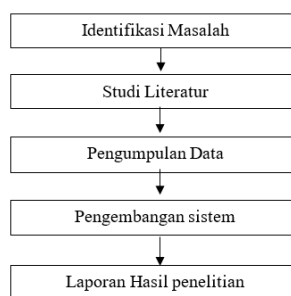 Identifikasi Masalah
Studi Literatur
Pengumpulan Data
Pengembangan sistem
Laporan Hasil penelitian